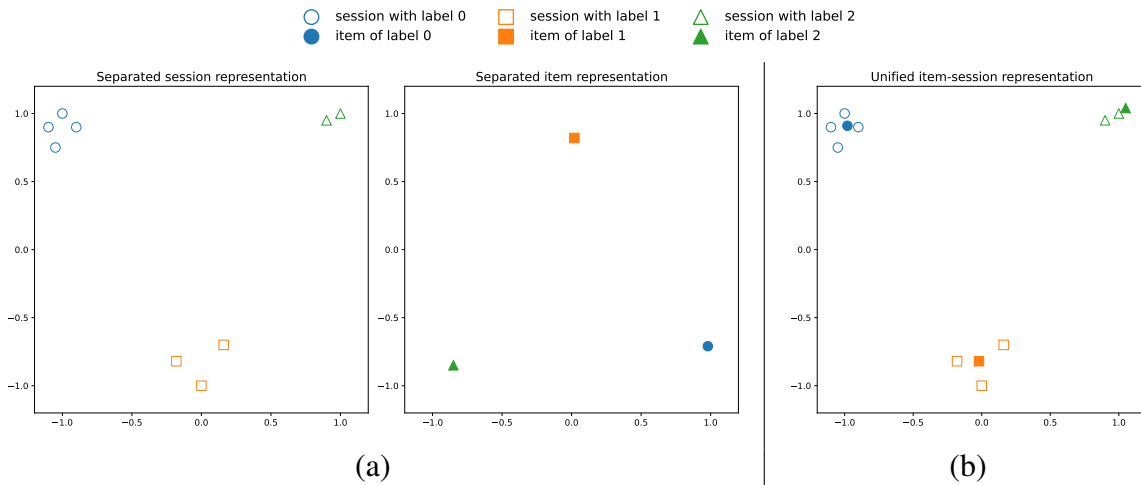 session with label 0 session with label 1 session with label 2
item of label 0 item of label 1 item of label 2
Separated session representation Separated item representation Unified item-session representation
1.0 1.0 1.0
0.5 0.5 0.5
0.0 0.0 0.0
−0.5 −0.5 −0.5
−1.0 −1.0 −1.0
−1.0 −0.5 0.0 0.5 1.0 −1.0 −0.5 0.0 0.5 1.0 −1.0 −0.5 0.0 0.5 1.0
(a) (b)